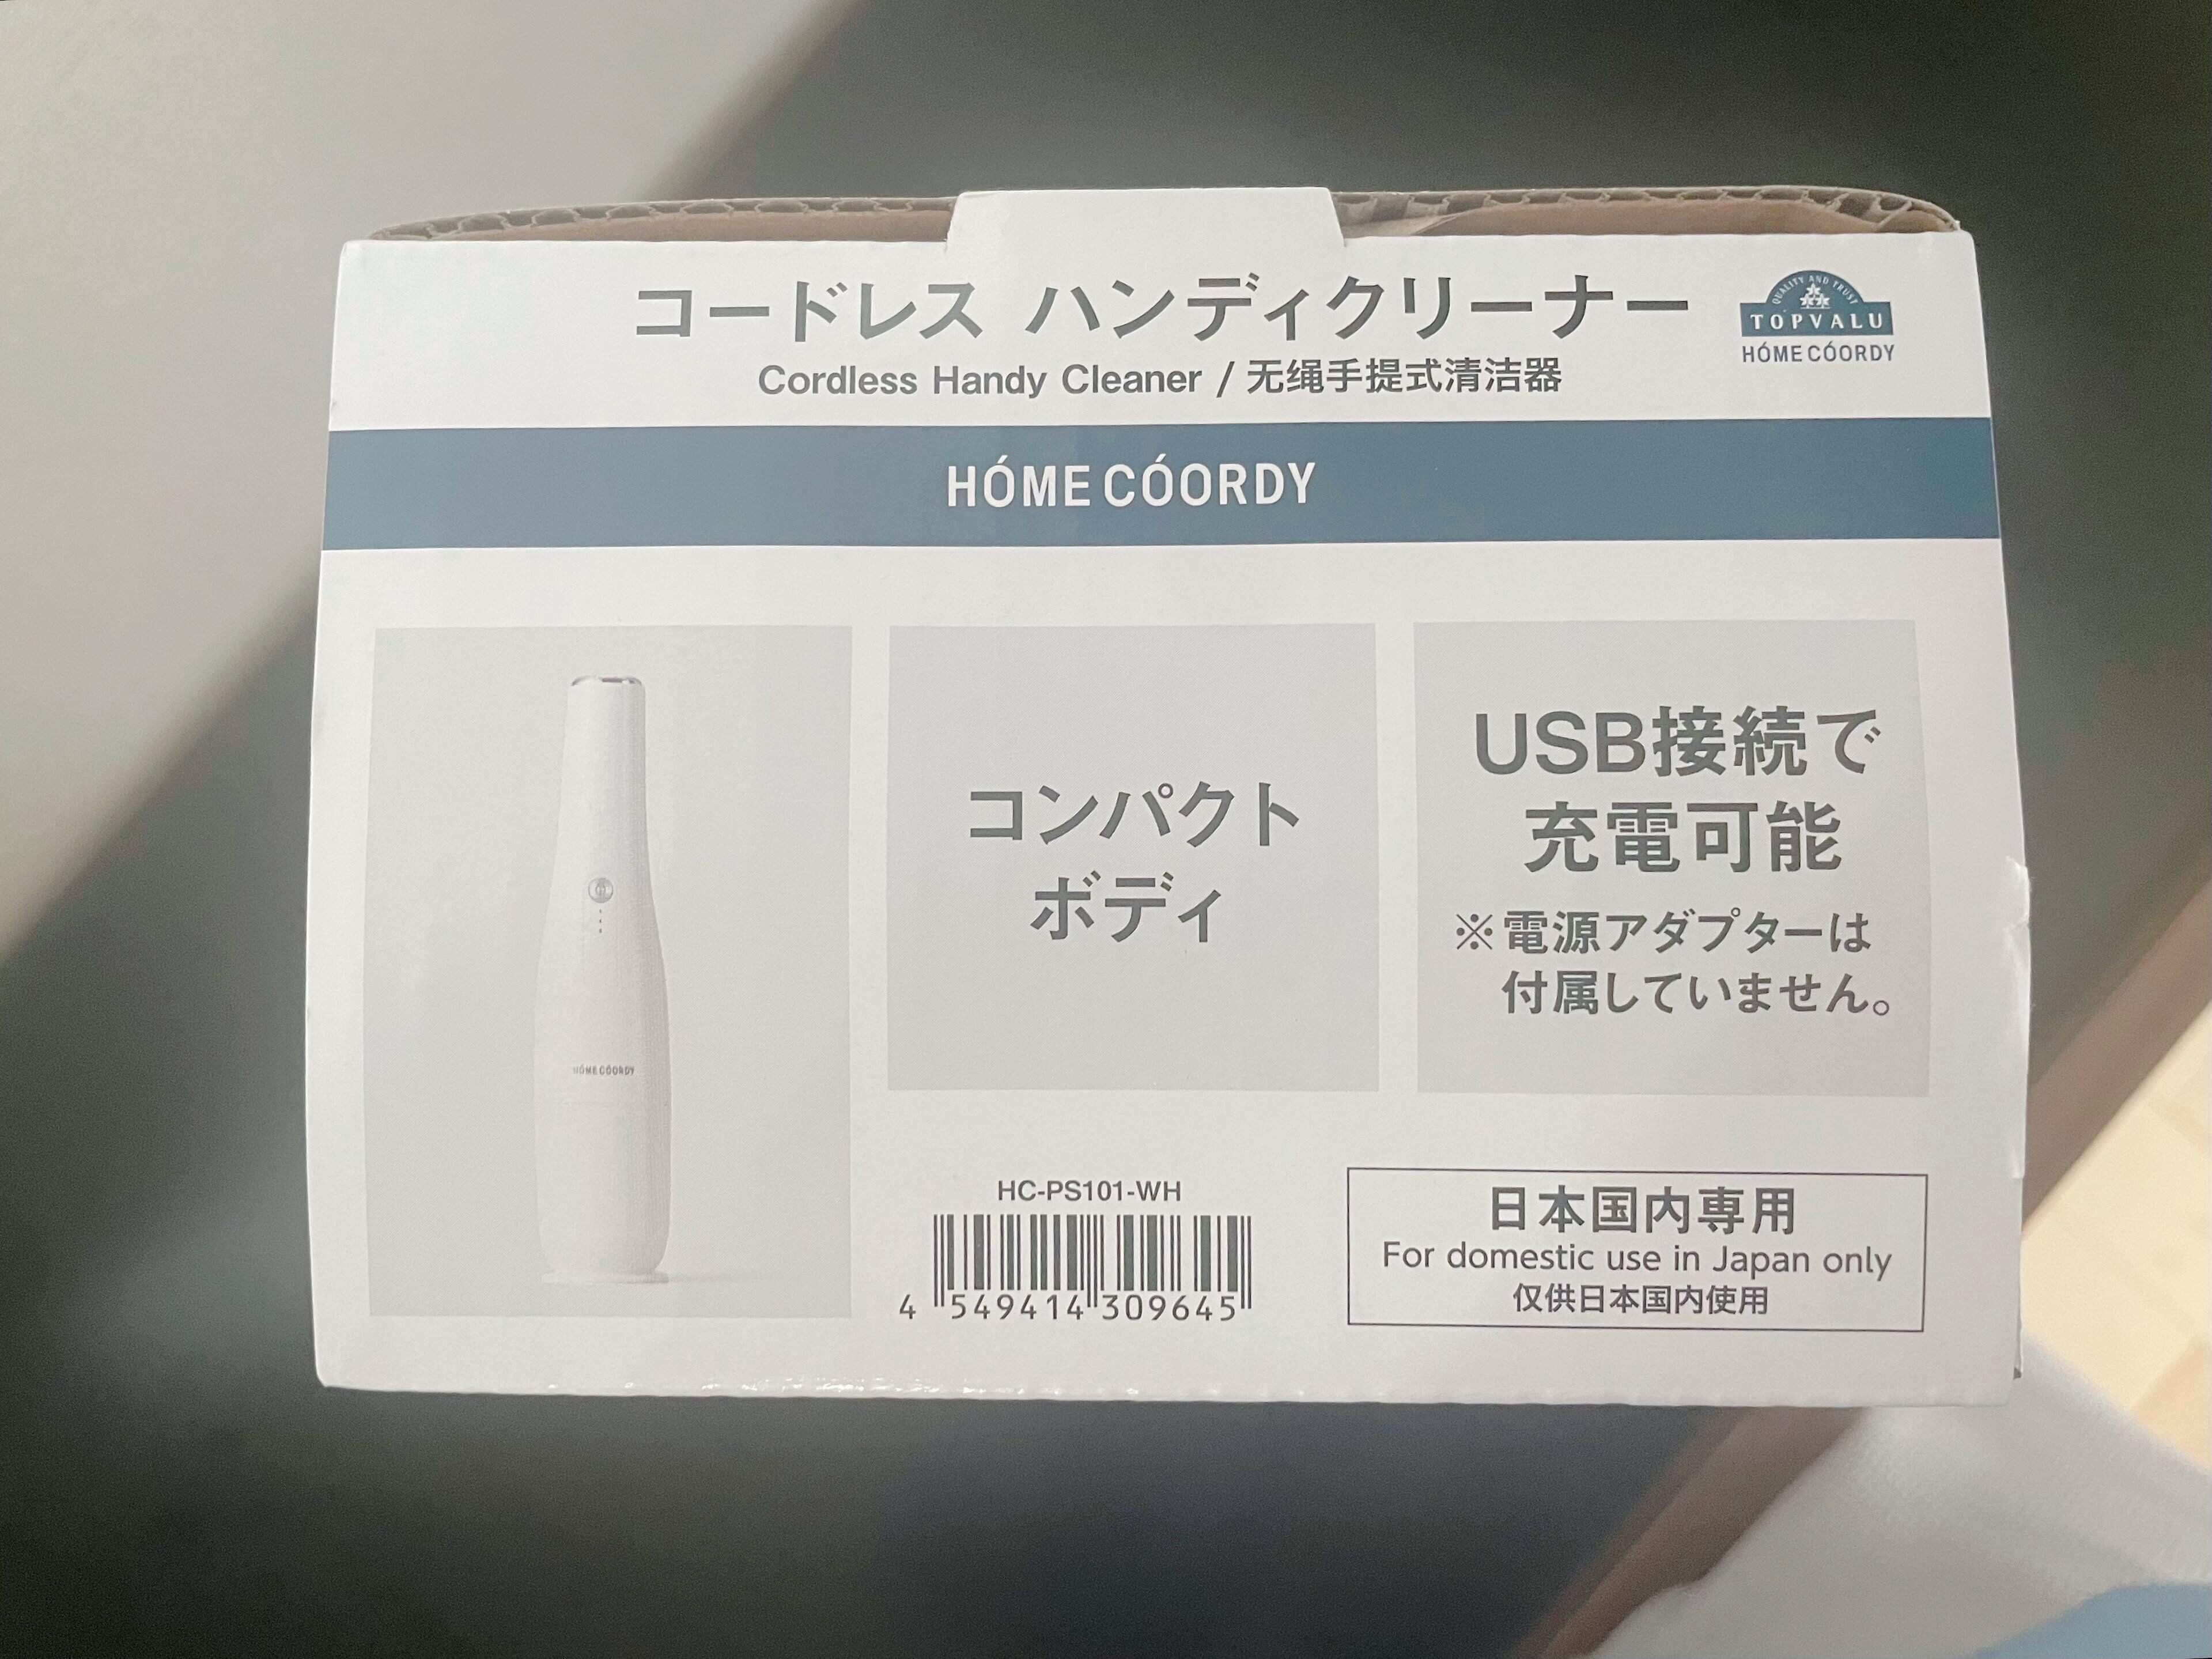 コードレス ハンディクリーナー
Cordless Handy Cleaner / 无绳手提式清洁器
QUALITY AND TRUST
TOPVALU
HÓME CÓORDY
HÓME CÓORDY
HÓME CÓORDY
コンパクト
ボディ
USB接続で
充電可能
※電源アダプターは
付属していません。
HC-PS101-WH
4 549414 309645
日本国内専用
For domestic use in Japan only
仅供日本国内使用